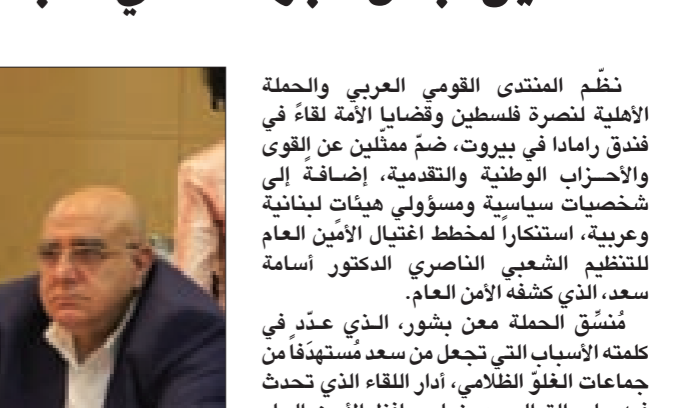 نظّم المنتدى القومي العربي والحملة
الأهلية لنصرة فلسطين وقضايا الأمة لقاءً في
فندق رامادا في بيروت، ضمّ ممثّلين عن القوى
والأحــزاب الوطنية والتقدمية، إضـافـة إلى
شخصيات سياسية ومسؤولي هيئات لبنانية
وعربية، استنكاراً لمخطط اغتيال الأمين العام
للتنظيم الشعبي الناصري الدكتور أسامة
سعد، الذي كشفه الأمن العام.
مُنسِّق الحملة معن بشور، الـذي عـدّد في
كلمته الأسباب التي تجعل من سعد مُستهدَفاً من
جماعات الغلوّ الظلامي، أدار اللقاء الذي تحدث